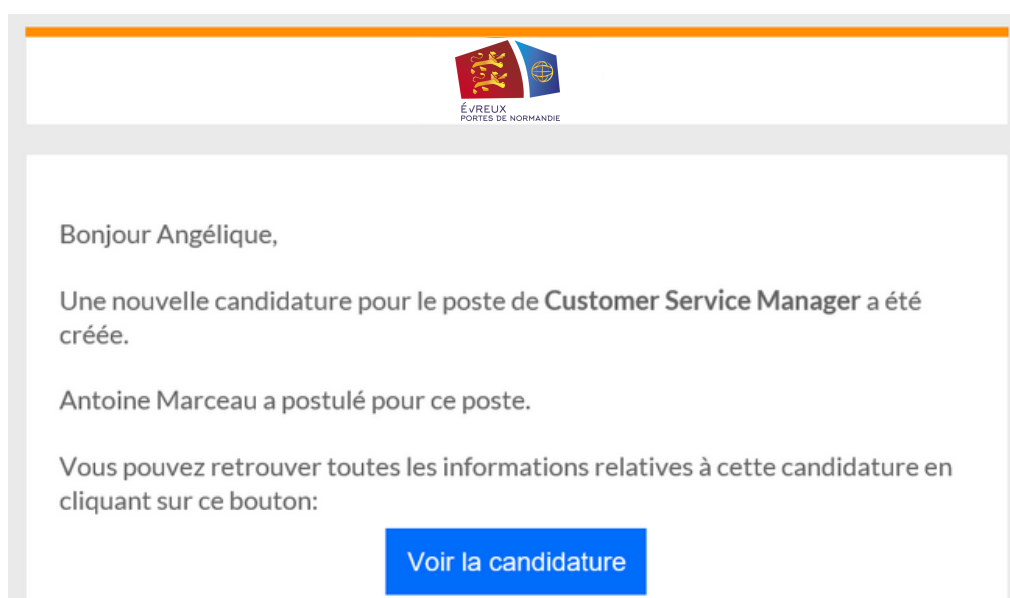 ÉVREUX
PORTES DE NORMANDIE
Bonjour Angélique,
Une nouvelle candidature pour le poste de Customer Service Manager a été
créée.
Antoine Marceau a postulé pour ce poste.
Vous pouvez retrouver toutes les informations relatives à cette candidature en
cliquant sur ce bouton:
Voir la candidature